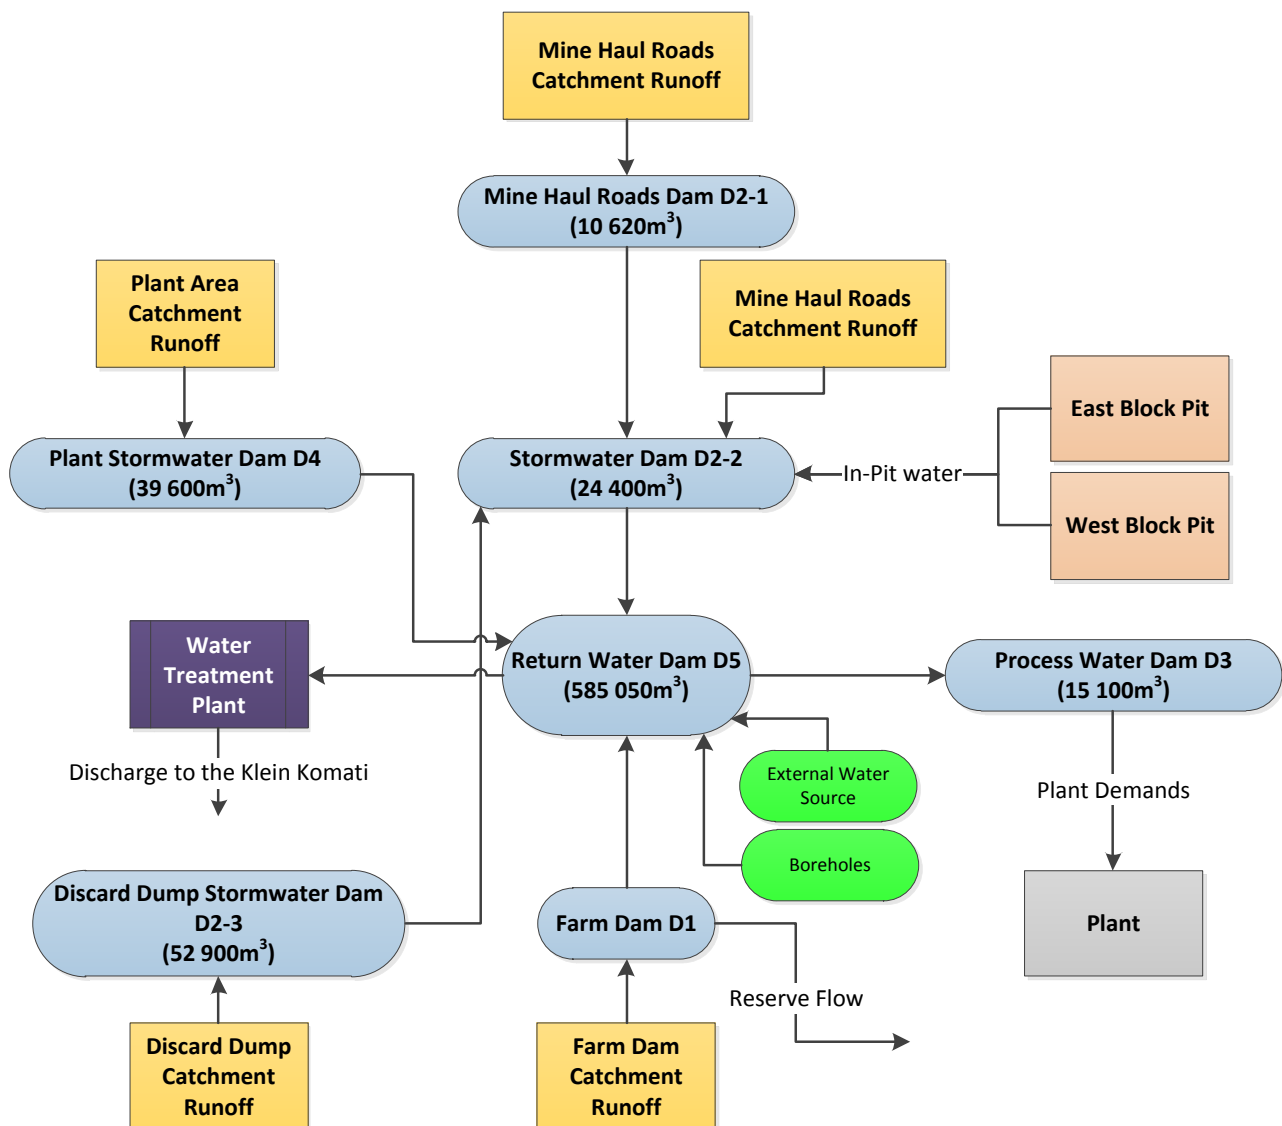 Mine Haul Roads
Catchment Runoff
Mine Haul Roads Dam D2-1
(10 620m³)
Plant Area
Catchment
Runoff
Mine Haul Roads
Catchment Runoff
East Block Pit
Plant Stormwater Dam D4
(39 600m³)
Stormwater Dam D2-2
(24 400m³)
In-Pit water
West Block Pit
Water
Treatment
Plant
Return Water Dam D5
(585 050m³)
Process Water Dam D3
(15 100m³)
Discharge to the Klein Komati
External Water
Source
Plant Demands
Boreholes
Discard Dump Stormwater Dam
D2-3
(52 900m³)
Farm Dam D1
Plant
Reserve Flow
Discard Dump
Catchment
Runoff
Farm Dam
Catchment
Runoff